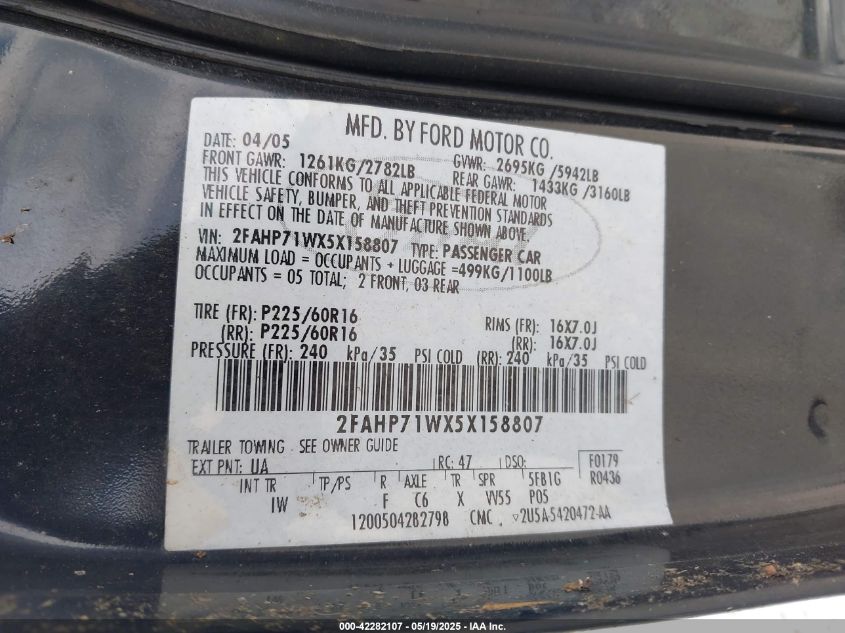 MFD. BY FORD MOTOR CO.
DATE: 04/05 GVWR: 2695KG /5942LB
FRONT GAWR: 1261KG/2782LB REAR GAWR: 1433KG /3160LB
THIS VEHICLE CONFORMS TO ALL APPLICABLE FEDERAL MOTOR
VEHICLE SAFETY, BUMPER, AND THEFT PREVENTION STANDARDS
IN EFFECT ON THE DATE OF MANUFACTURE SHOWN ABOVE
VIN: 2FAHP71WX5X158807 TYPE: PASSENGER CAR
MAXIMUM LOAD = OCCUPANTS + LUGGAGE =499KG/1100LB
OCCUPANTS = 05 TOTAL; 2 FRONT, 03 REAR
TIRE (FR): P225/60R16 RIMS (FR): 16X7.0J
(RR): P225/60R16 (RR): 16X7.0J
PRESSURE (FR): 240 kPa/35 PSI COLD (RR): 240 kPa/35 PSI COLD
2FAHP71WX5X158807
TRAILER TOWING - SEE OWNER GUIDE
EXT PNT: UA RC: 47 DSO: F0179
R0436
INT TR TP/PS R AXLE TR SPR 5FB1G
IW F C6 X VV55 P05
1200504282798 CMC, 2U5A-5420472-AA
000-42282107 - 05/19/2025 - IAA, Inc.